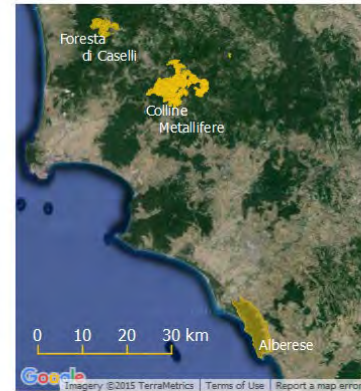 Foresta
di Caselli
Colline
Metallifere
Alberese
0 10 20 30 km
Google
Imagery ©2015 TerraMetrics | Terms of Use | Report a map error